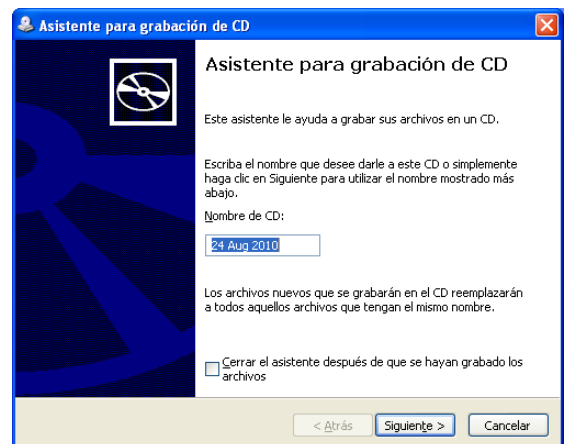 Asistente para grabación de CD
Asistente para grabación de CD
Este asistente le ayuda a grabar sus archivos en un CD.
Escriba el nombre que desee darle a este CD o simplemente
haga clic en Siguiente para utilizar el nombre mostrado más
abajo.
Nombre de CD:
24 Aug 2010
Los archivos nuevos que se grabarán en el CD reemplazarán
a todos aquellos archivos que tengan el mismo nombre.
Cerrar el asistente después de que se hayan grabado los
archivos
< Atrás Siguiente > Cancelar